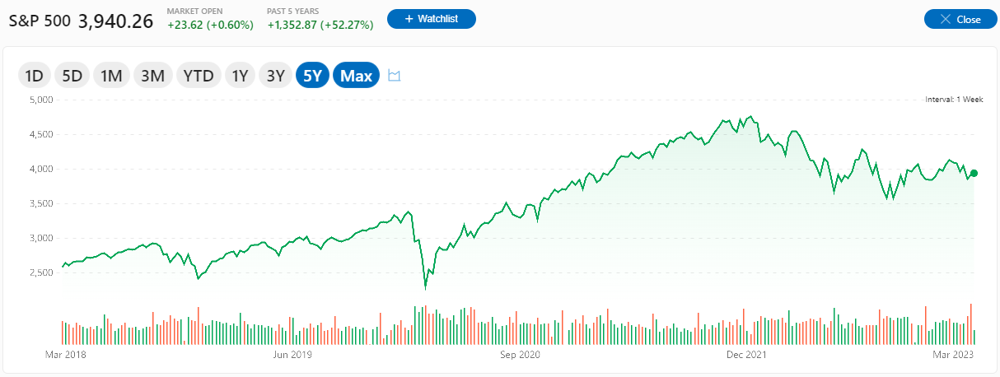 S&P 500 3,940.26 MARKET OPEN PAST 5 YEARS + Watchlist Close
+23.62 (+0.60%) +1,352.87 (+52.27%)
1D 5D 1M 3M YTD 1Y 3Y 5Y Max
Interval: 1 Week
5,000
4,500
4,000
3,500
3,000
2,500
Mar 2018 Jun 2019 Sep 2020 Dec 2021 Mar 2023